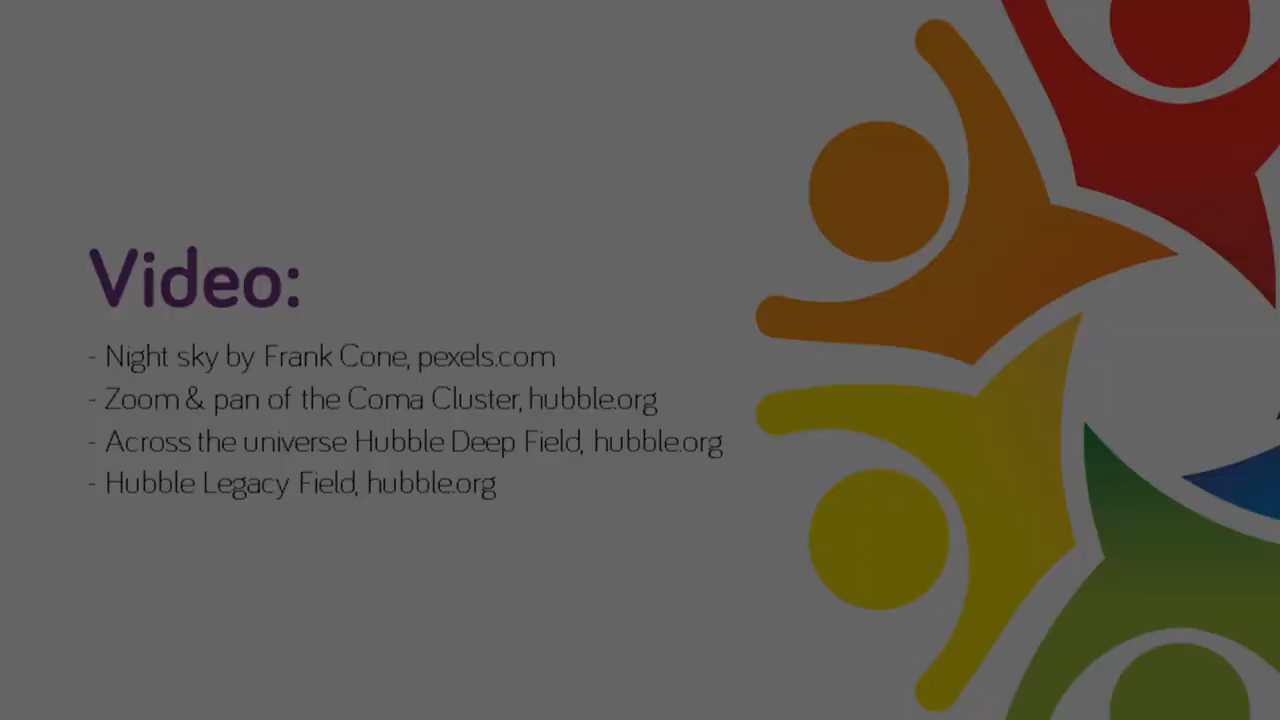 Video:
- Night sky by Frank Cone, pexels.com
- Zoom & pan of the Coma Cluster, hubble.org
- Across the universe Hubble Deep Field, hubble.org
- Hubble Legacy Field, hubble.org